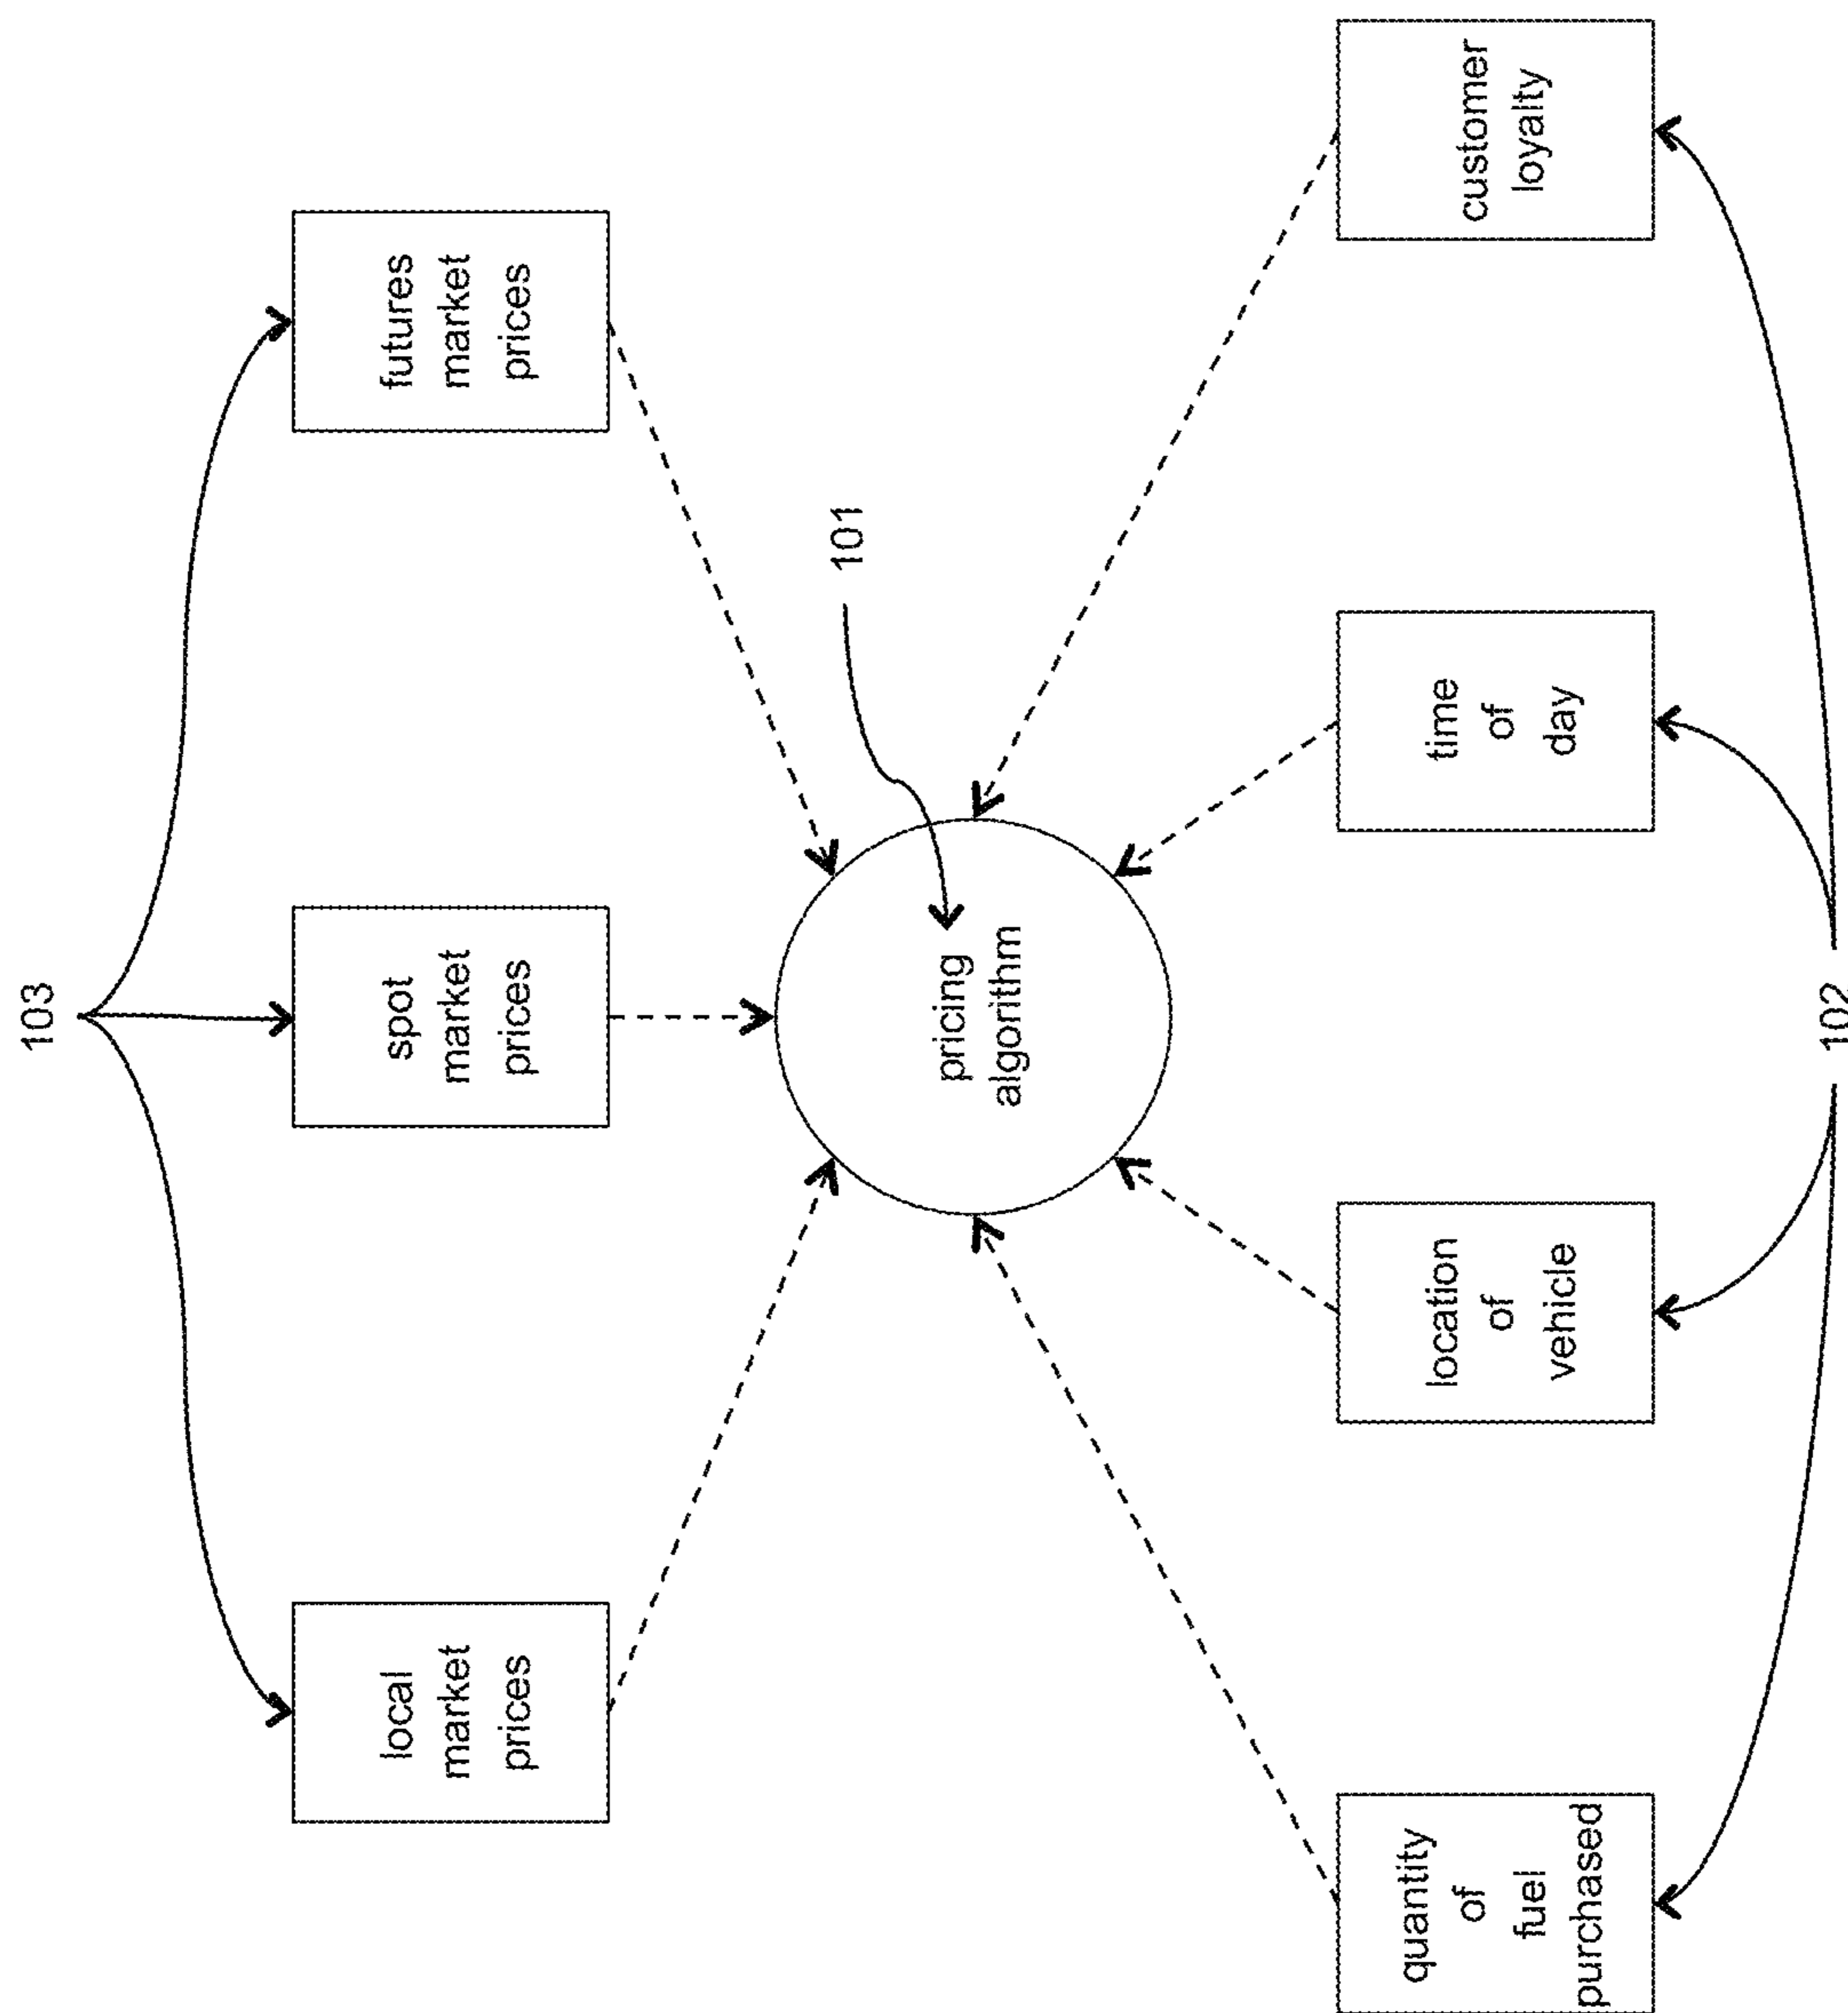 103
local
market
prices
spot
market
prices
futures
market
prices
101
pricing
algorithm
quantity
of
fuel
purchased
location
of
vehicle
time
of
day
customer
loyalty
102